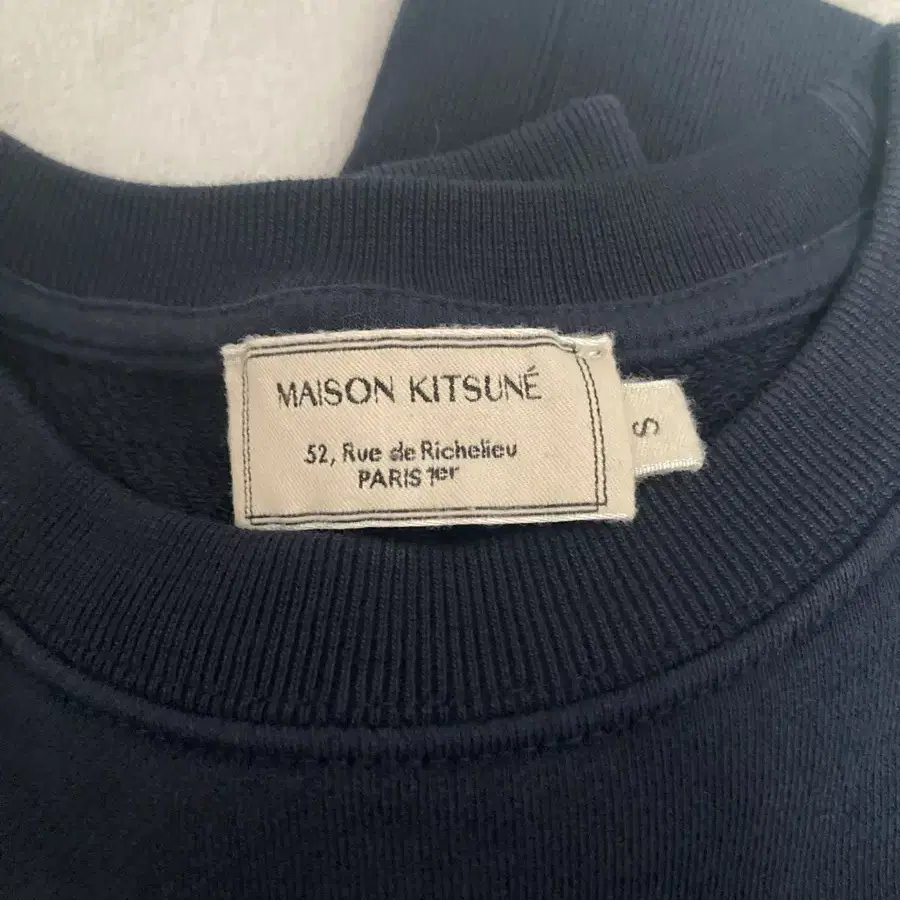 MAISON KITSUNÉ
52, Rue de Richelieu
PARIS 1er
S